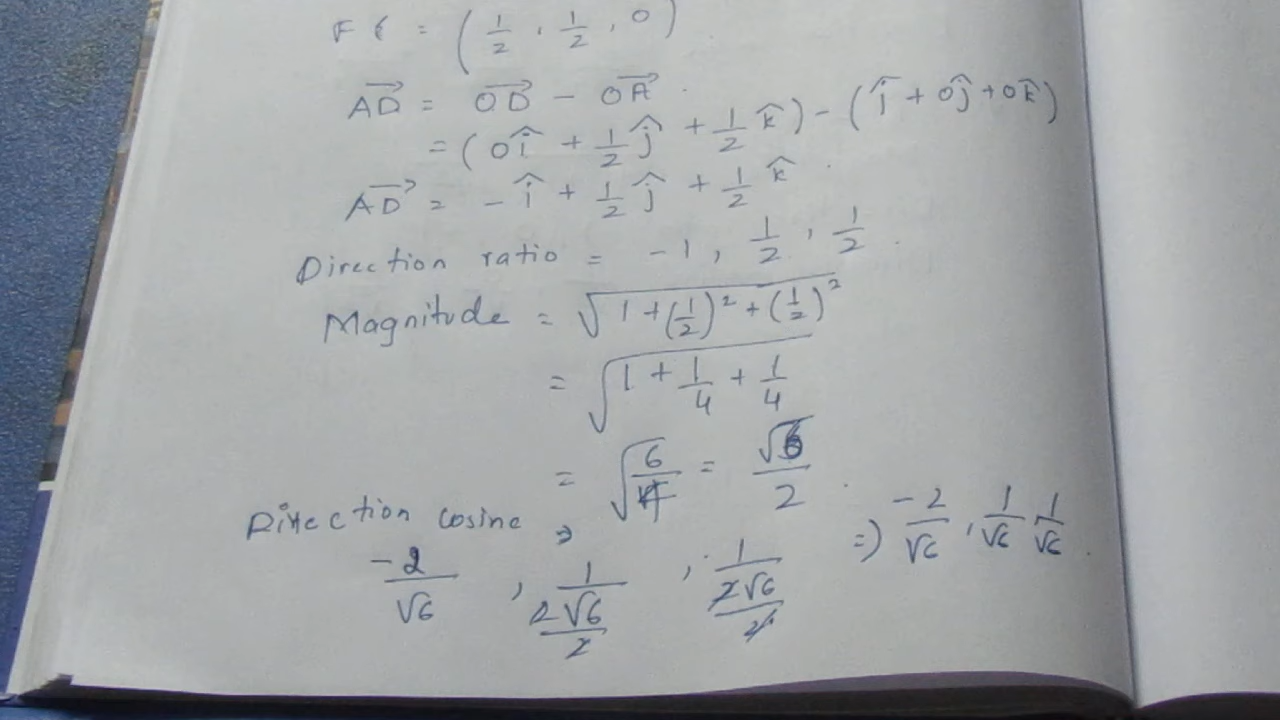 F E = (1/2, 1/2, 0)
AD⃗ = OD⃗ - OA⃗.
= (0î + 1/2 ĵ + 1/2 k̂) - (î + 0ĵ + 0k̂)
AD⃗ = -î + 1/2 ĵ + 1/2 k̂.
Direction ratio = -1, 1/2, 1/2.
Magnitude = √(1 + (1/2)² + (1/2)²)
= √(1 + 1/4 + 1/4)
= √(6/4) = √6/2.
Direction cosine ⇒
-2/√6, 1/(2√6/2), 1/(2√6/2) ⇒ -2/√6, 1/√6 1/√6.